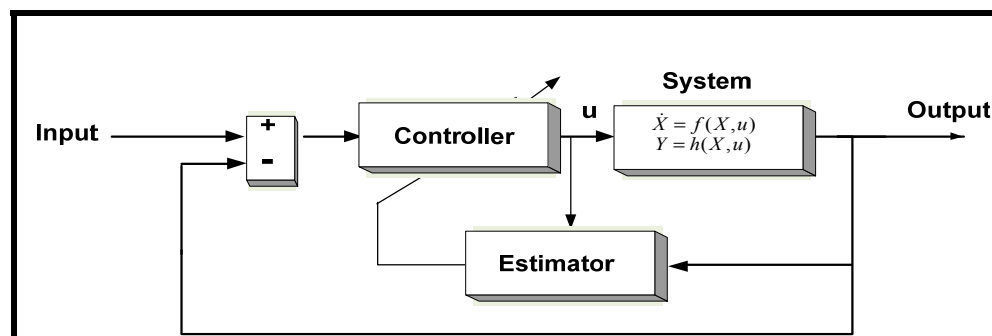 System
Input
+
-
Controller
u
Ẋ = f(X,u)
Y = h(X,u)
Output
Estimator